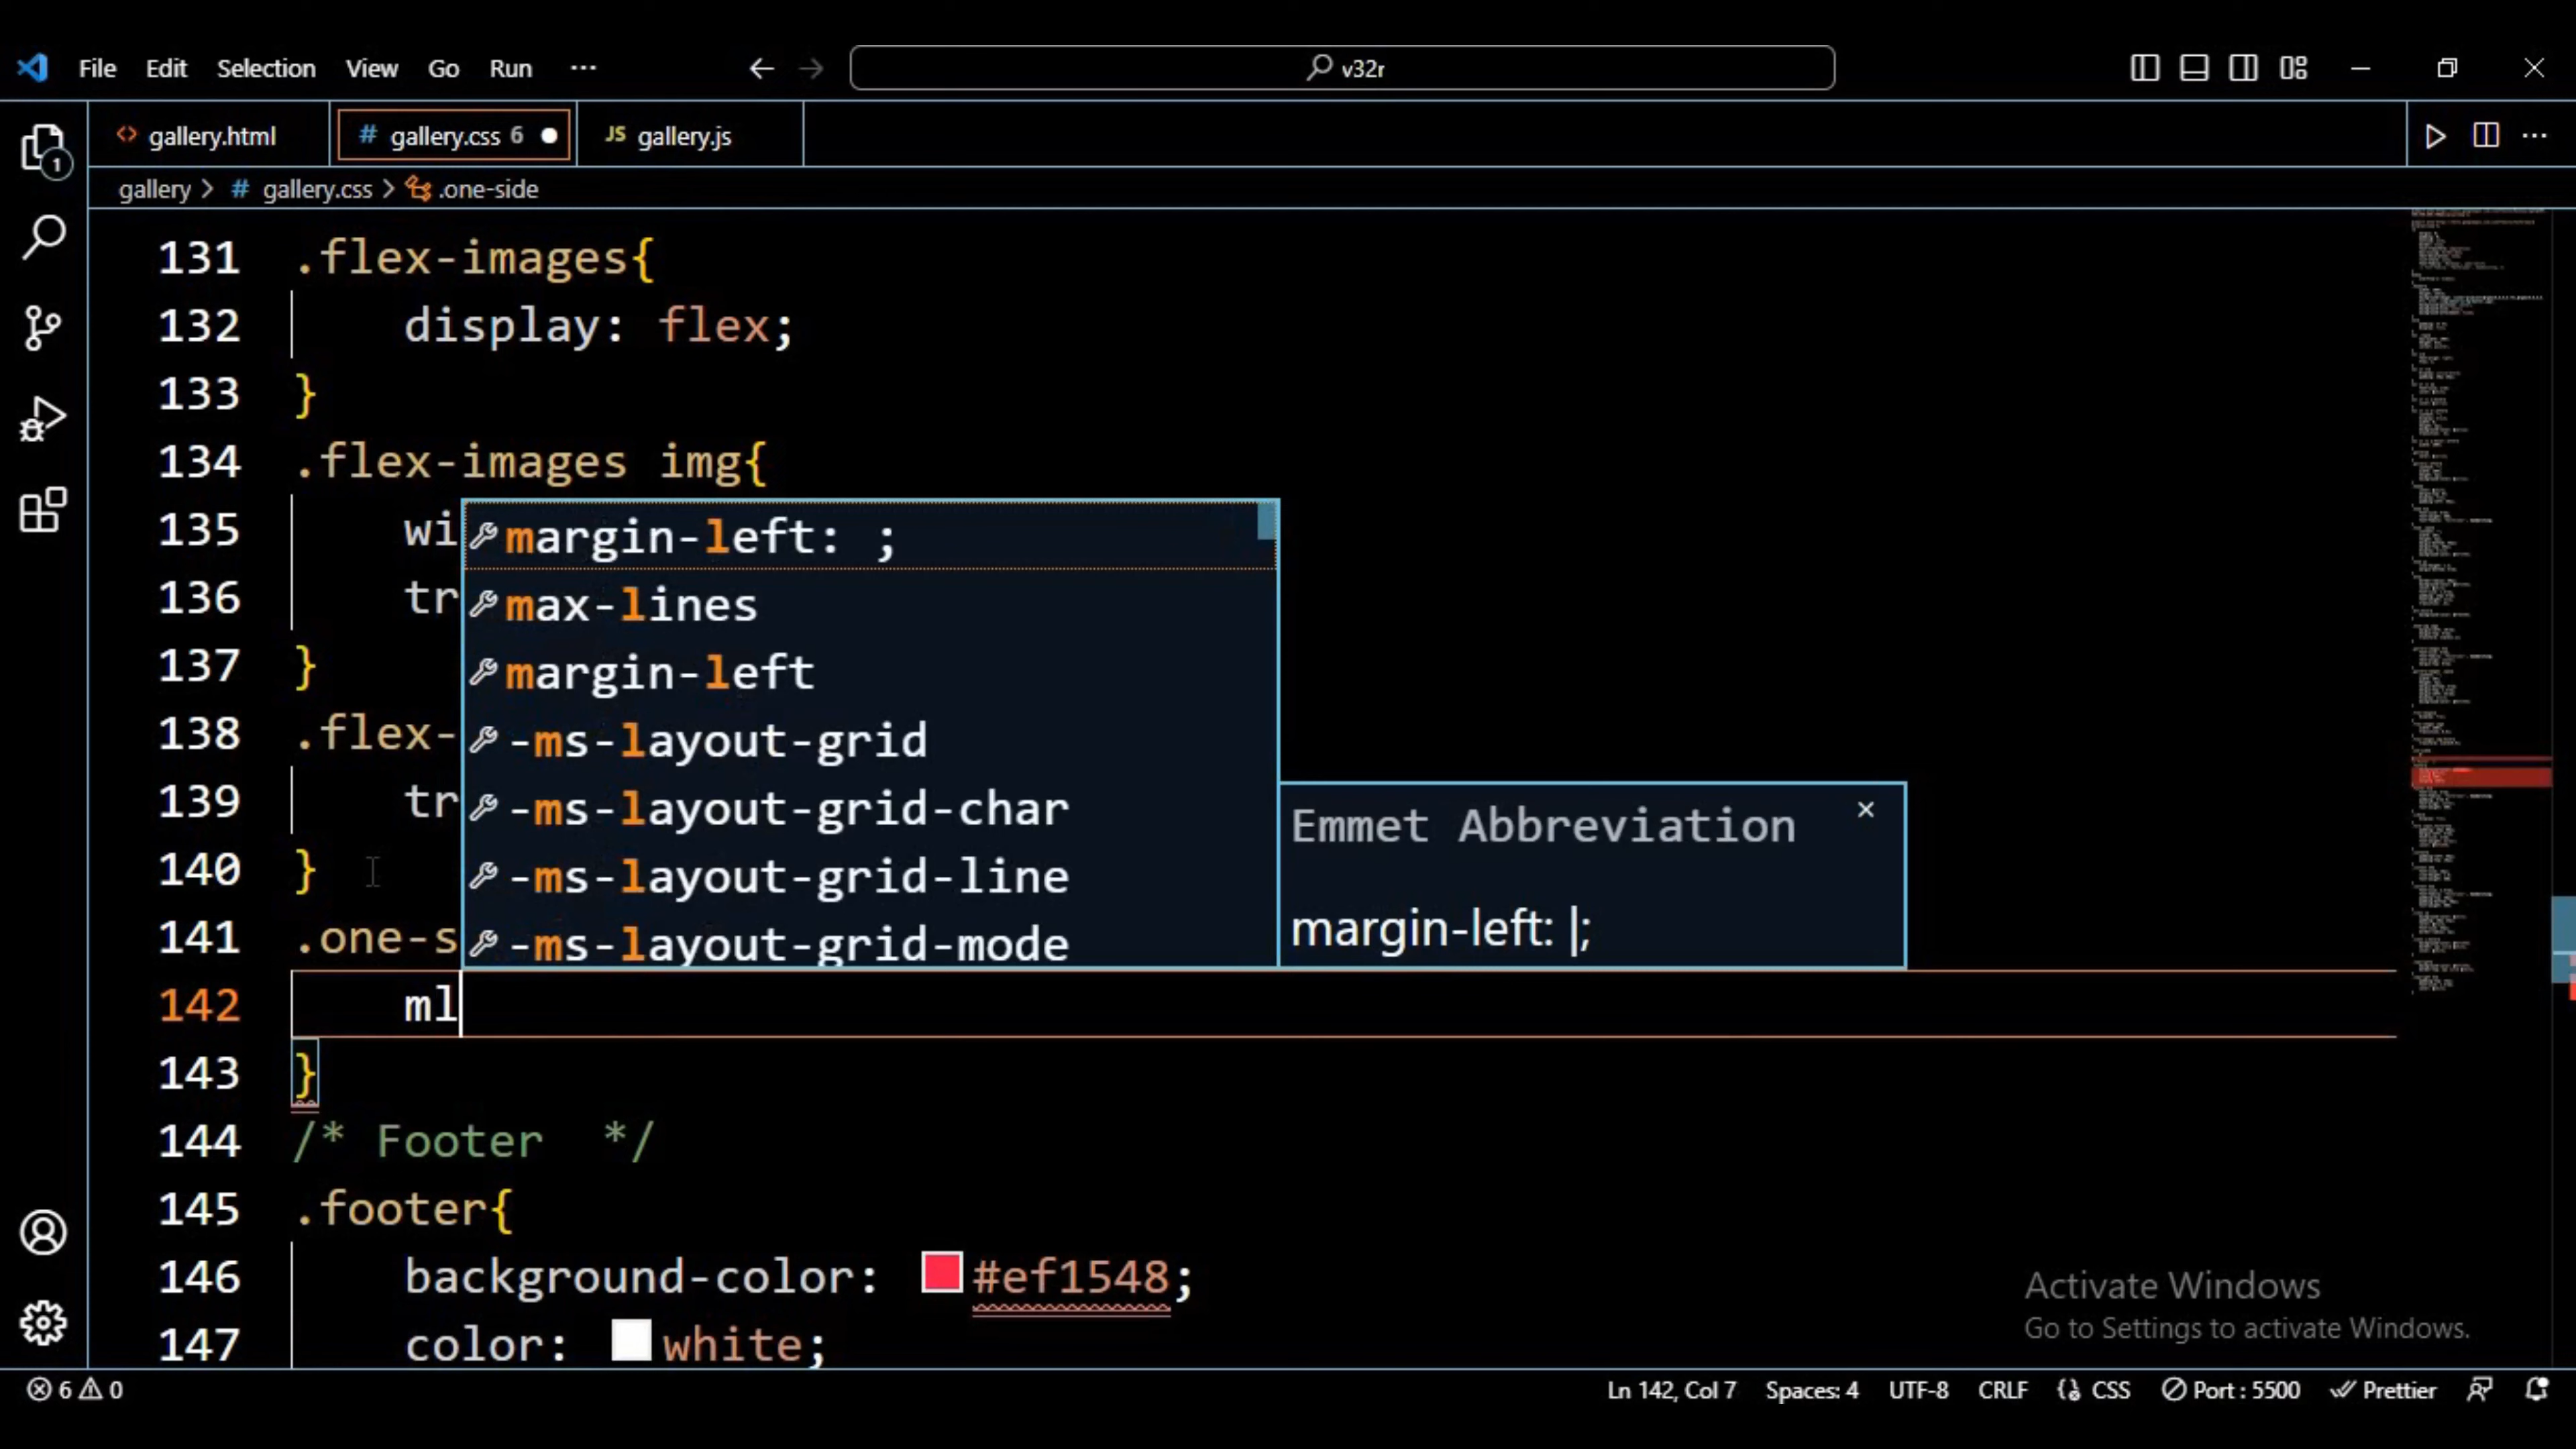 File Edit Selection View Go Run ···
v32r
gallery.html
gallery.css 6
JS gallery.js
gallery > # gallery.css > .one-side
131 .flex-images{
132 display: flex;
133 }
134 .flex-images img{
135 wi
136 tr
137 }
138 .flex-
139 tr
140 }
141 .one-s
142 ml
143 }
144 /* Footer */
145 .footer{
146 background-color: #ef1548;
147 color: white;
margin-left: ;
max-lines
margin-left
-ms-layout-grid
-ms-layout-grid-char
-ms-layout-grid-line
-ms-layout-grid-mode
Emmet Abbreviation
margin-left: |;
1
Activate Windows
Go to Settings to activate Windows.
6 0
Ln 142, Col 7 Spaces: 4 UTF-8 CRLF CSS Port : 5500 Prettier